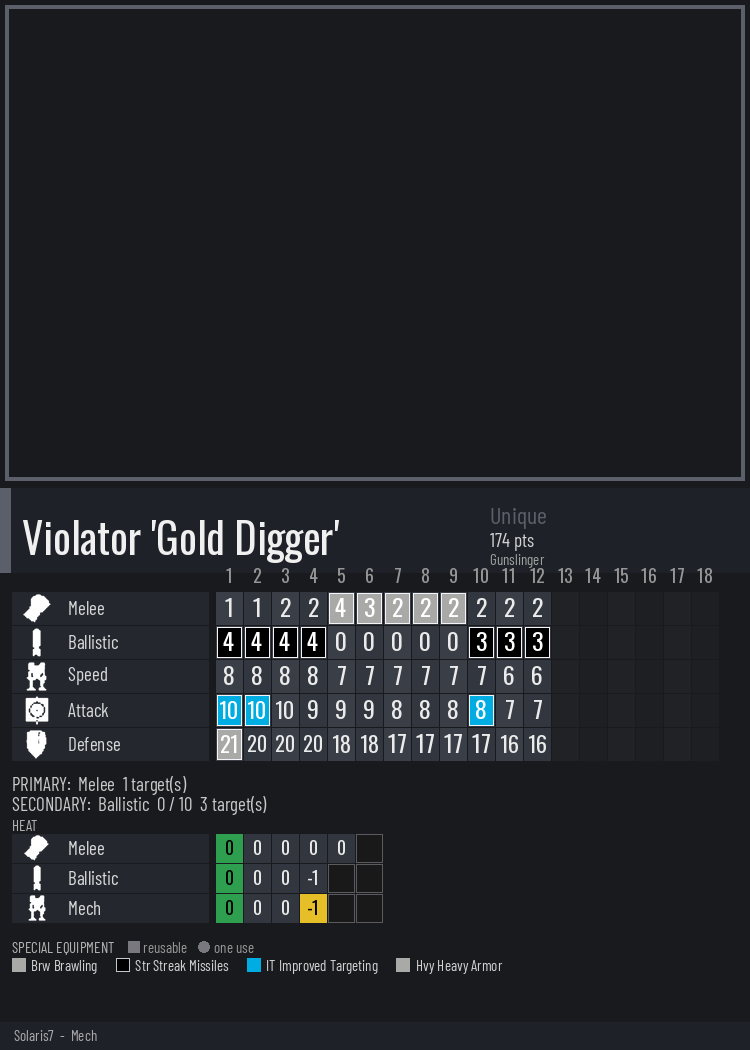 Violator 'Gold Digger'
Unique
174 pts
Gunslinger
1 2 3 4 5 6 7 8 9 10 11 12 13 14 15 16 17 18
Melee 1 1 2 2 4 3 2 2 2 2 2 2
Ballistic 4 4 4 4 0 0 0 0 0 3 3 3
Speed 8 8 8 8 7 7 7 7 7 7 6 6
Attack 10 10 10 9 9 9 8 8 8 8 7 7
Defense 21 20 20 20 18 18 17 17 17 17 16 16
PRIMARY: Melee 1 target(s)
SECONDARY: Ballistic 0 / 10 3 target(s)
HEAT
Melee 0 0 0 0 0
Ballistic 0 0 0 -1
Mech 0 0 0 -1
SPECIAL EQUIPMENT reusable one use
Brw Brawling Str Streak Missiles IT Improved Targeting Hvy Heavy Armor
Solaris7 - Mech